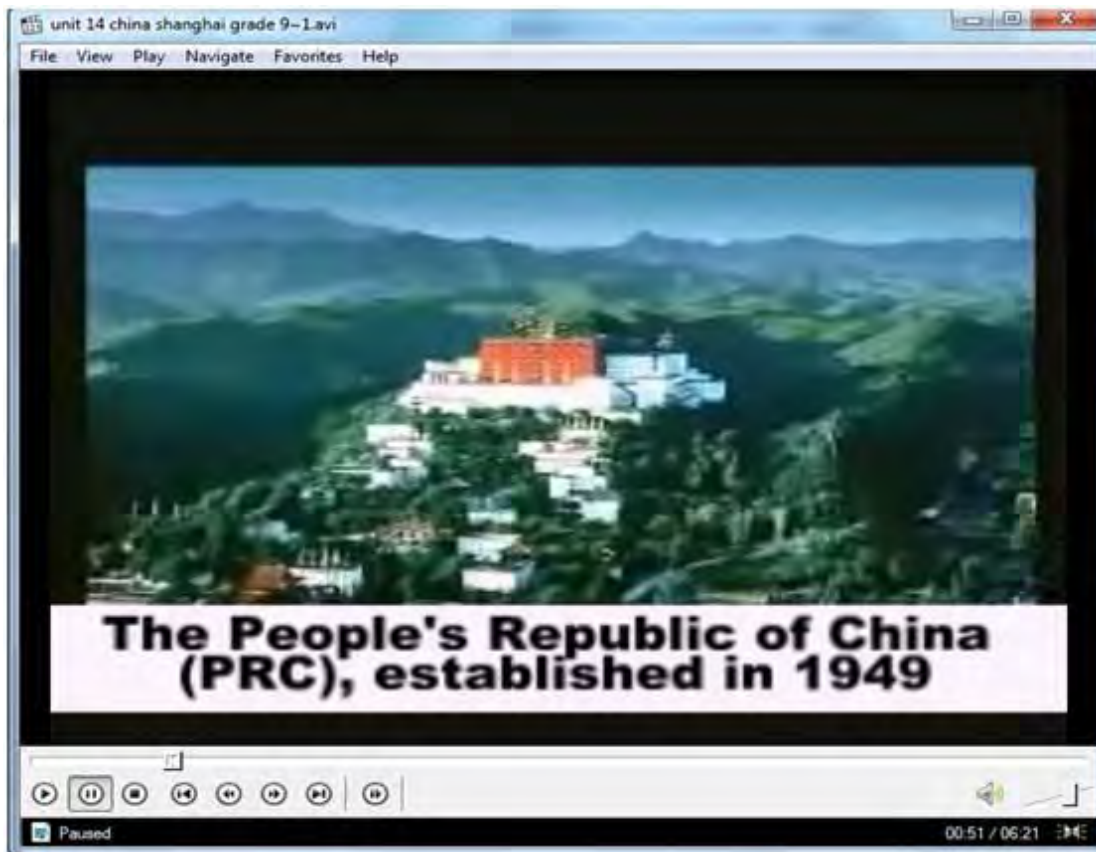 unit 14 china shanghai grade 9~1.avi
File View Play Navigate Favorites Help
The People's Republic of China
(PRC), established in 1949
Paused
00:51 / 06:21